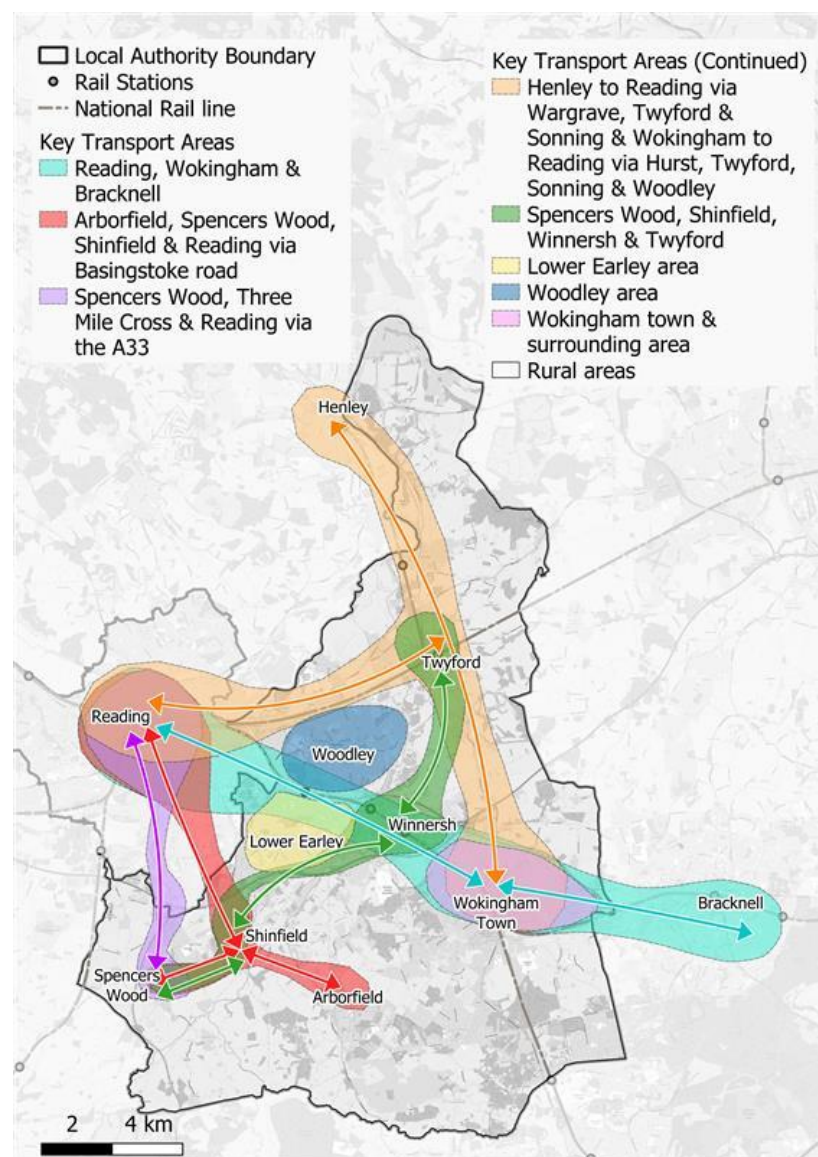 Local Authority Boundary
Rail Stations
National Rail line
Key Transport Areas
Reading, Wokingham &
Bracknell
Arborfield, Spencers Wood,
Shinfield & Reading via
Basingstoke road
Spencers Wood, Three
Mile Cross & Reading via
the A33
Key Transport Areas (Continued)
Henley to Reading via
Wargrave, Twyford &
Sonning & Wokingham to
Reading via Hurst, Twyford,
Sonning & Woodley
Spencers Wood, Shinfield,
Winnersh & Twyford
Lower Earley area
Woodley area
Wokingham town &
surrounding area
Rural areas
Henley
Twyford
Reading
Woodley
Winnersh
Lower Earley
Wokingham
Town
Bracknell
Shinfield
Spencers
Wood
Arborfield
2 4 km